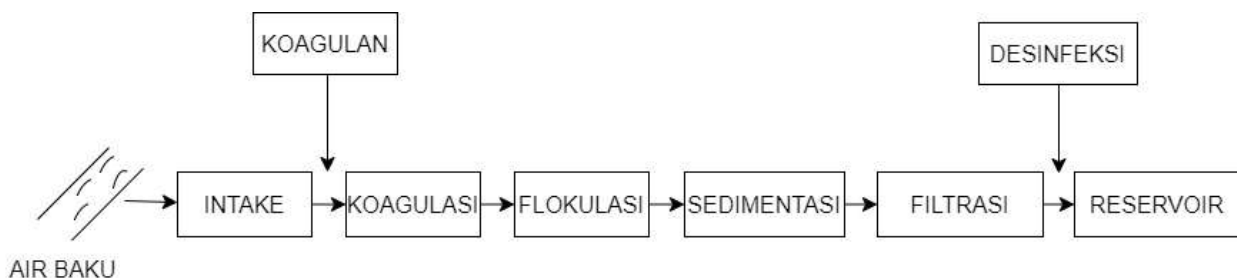 KOAGULAN
DESINFEKSI
INTAKE
KOAGULASI
FLOKULASI
SEDIMENTASI
FILTRASI
RESERVOIR
AIR BAKU